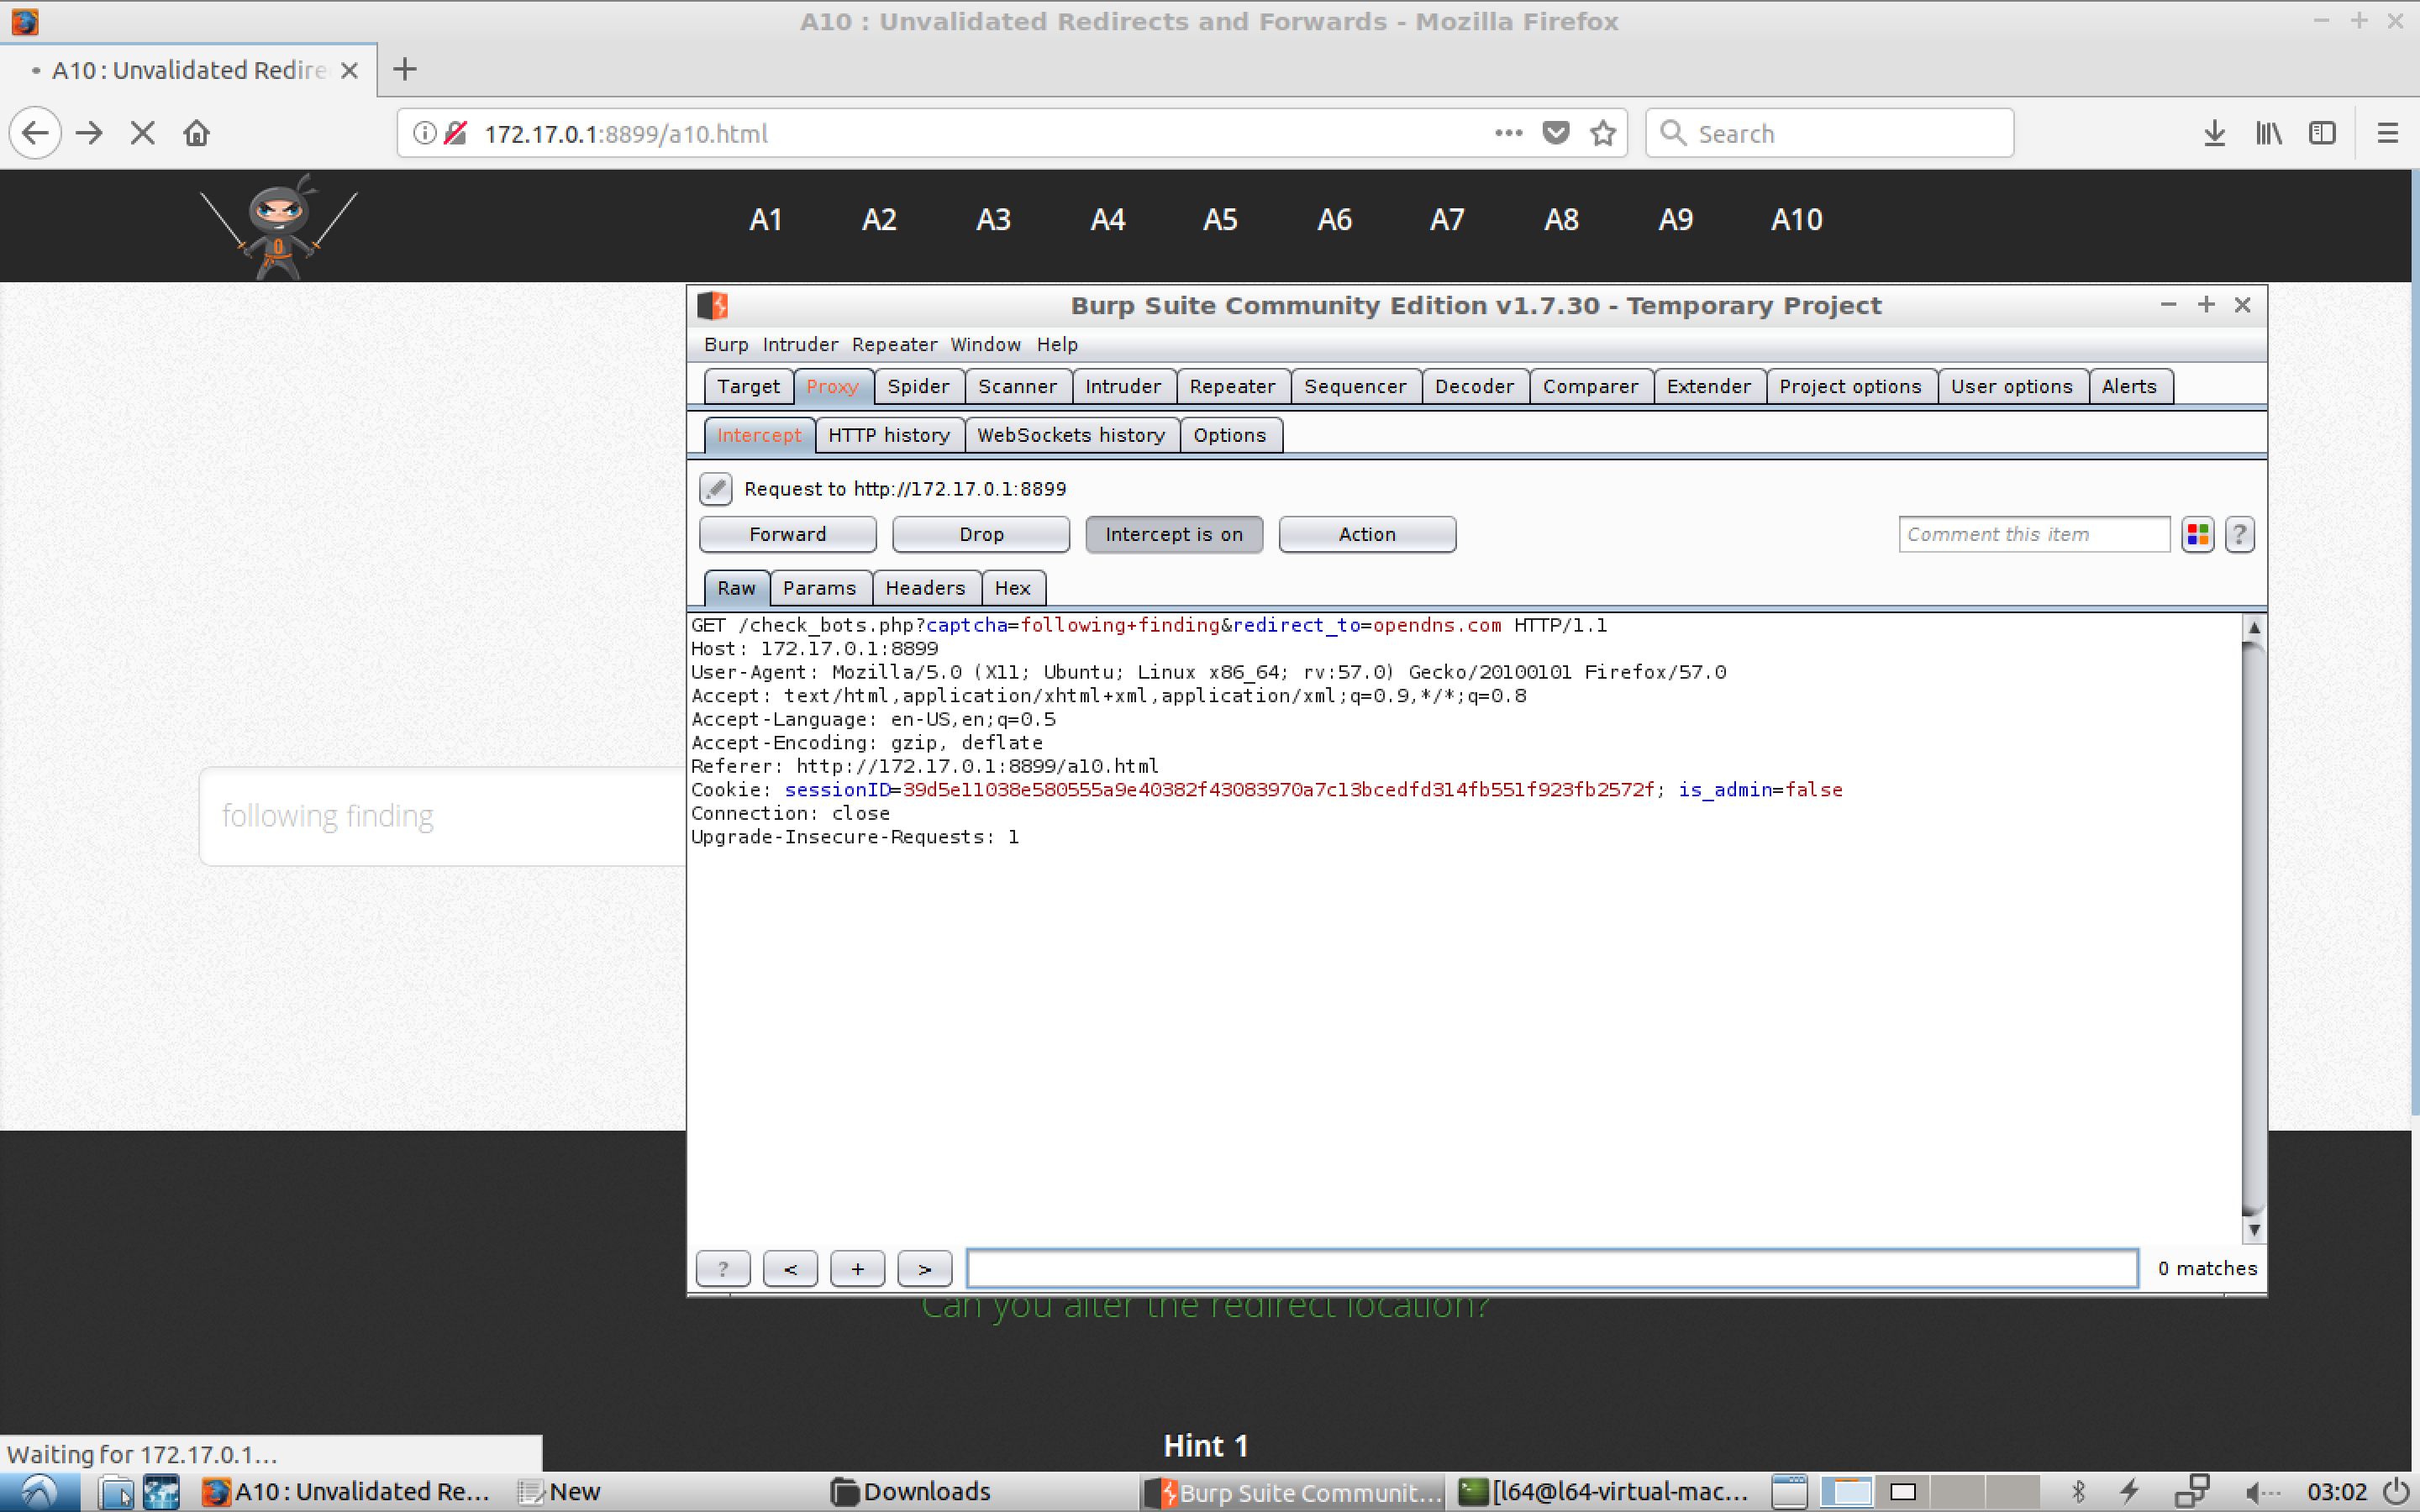 A10 : Unvalidated Redirects and Forwards - Mozilla Firefox
A10 : Unvalidated Redire
172.17.0.1:8899/a10.html
Search
A1 A2 A3 A4 A5 A6 A7 A8 A9 A10
Burp Suite Community Edition v1.7.30 - Temporary Project
Burp Intruder Repeater Window Help
Target Proxy Spider Scanner Intruder Repeater Sequencer Decoder Comparer Extender Project options User options Alerts
Intercept HTTP history WebSockets history Options
Request to http://172.17.0.1:8899
Forward Drop Intercept is on Action Comment this item ?
Raw Params Headers Hex
GET /check_bots.php?captcha=following+finding&redirect_to=opendns.com HTTP/1.1
Host: 172.17.0.1:8899
User-Agent: Mozilla/5.0 (X11; Ubuntu; Linux x86_64; rv:57.0) Gecko/20100101 Firefox/57.0
Accept: text/html,application/xhtml+xml,application/xml;q=0.9,*/*;q=0.8
Accept-Language: en-US,en;q=0.5
Accept-Encoding: gzip, deflate
Referer: http://172.17.0.1:8899/a10.html
Cookie: sessionID=39d5e11038e580555a9e40382f43083970a7c13bcedfd314fb551f923fb2572f; is_admin=false
Connection: close
Upgrade-Insecure-Requests: 1
following finding
? < + > 0 matches
Can you alter the redirect location?
Hint 1
Waiting for 172.17.0.1...
A10 : Unvalidated Re... New Downloads Burp Suite Communit... [l64@l64-virtual-mac... 03:02